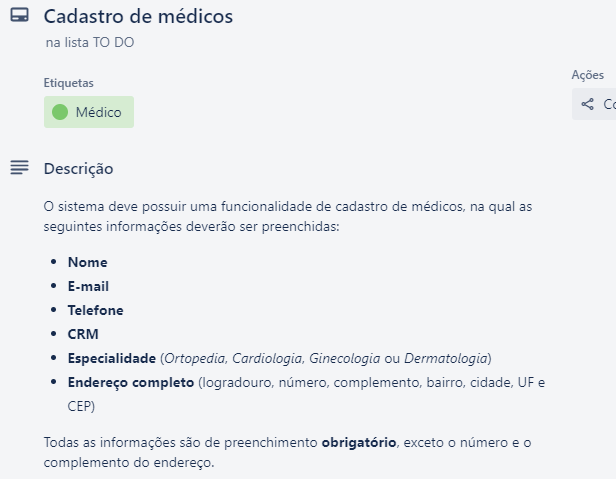 Cadastro de médicos
na lista TO DO
Etiquetas
Ações
Médico
Descrição
O sistema deve possuir uma funcionalidade de cadastro de médicos, na qual as
seguintes informações deverão ser preenchidas:
Nome
E-mail
Telefone
CRM
Especialidade (Ortopedia, Cardiologia, Ginecologia ou Dermatologia)
Endereço completo (logradouro, número, complemento, bairro, cidade, UF e
CEP)
Todas as informações são de preenchimento obrigatório, exceto o número e o
complemento do endereço.